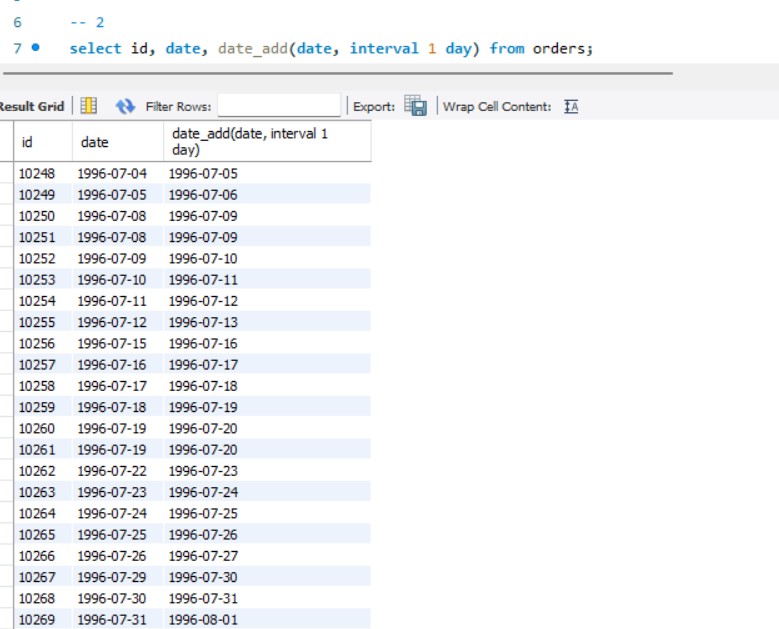 6 -- 2
7 select id, date, date_add(date, interval 1 day) from orders;
Result Grid Filter Rows: Export: Wrap Cell Content: IA
id date date_add(date, interval 1
day)
10248 1996-07-04 1996-07-05
10249 1996-07-05 1996-07-06
10250 1996-07-08 1996-07-09
10251 1996-07-08 1996-07-09
10252 1996-07-09 1996-07-10
10253 1996-07-10 1996-07-11
10254 1996-07-11 1996-07-12
10255 1996-07-12 1996-07-13
10256 1996-07-15 1996-07-16
10257 1996-07-16 1996-07-17
10258 1996-07-17 1996-07-18
10259 1996-07-18 1996-07-19
10260 1996-07-19 1996-07-20
10261 1996-07-19 1996-07-20
10262 1996-07-22 1996-07-23
10263 1996-07-23 1996-07-24
10264 1996-07-24 1996-07-25
10265 1996-07-25 1996-07-26
10266 1996-07-26 1996-07-27
10267 1996-07-29 1996-07-30
10268 1996-07-30 1996-07-31
10269 1996-07-31 1996-08-01